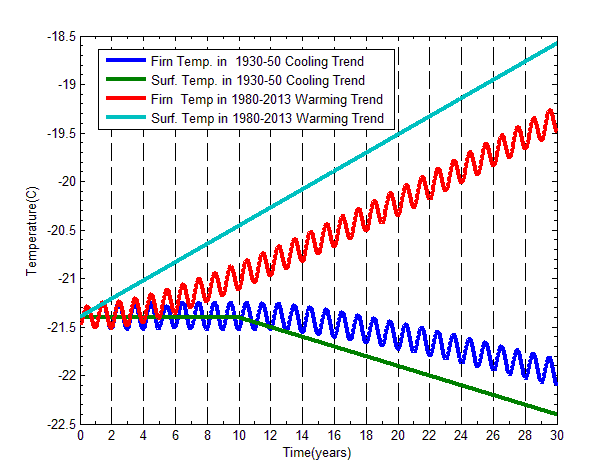 -18.5
-19
-19.5
-20
-20.5
-21
-21.5
-22
-22.5
Temperature(C)
Firn Temp. in 1930-50 Cooling Trend
Surf. Temp. in 1930-50 Cooling Trend
Firn Temp in 1980-2013 Warming Trend
Surf. Temp in 1980-2013 Warming Trend
0 2 4 6 8 10 12 14 16 18 20 22 24 26 28 30
Time(years)